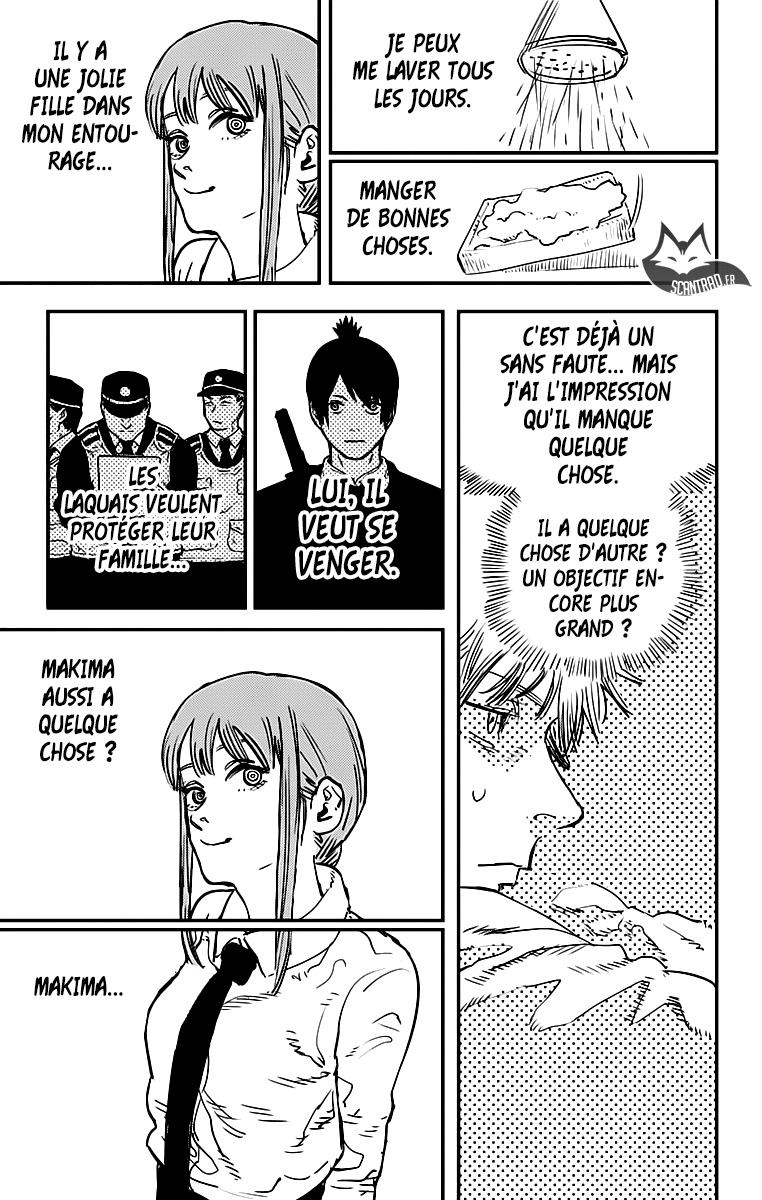 JE PEUX
ME LAVER TOUS
LES JOURS.
MANGER
DE BONNES
CHOSES.
IL Y A
UNE JOLIE
FILLE DANS
MON ENTOU-
RAGE...
SCANTRAD.FR
C'EST DÉJÀ UN
SANS FAUTE... MAIS
J'AI L'IMPRESSION
QU'IL MANQUE
QUELQUE
CHOSE.
IL A QUELQUE
CHOSE D'AUTRE ?
UN OBJECTIF EN-
CORE PLUS
GRAND ?
LUI, IL
VEUT SE
VENGER.
LES
LAQUAIS VEULENT
PROTÉGER LEUR
FAMILLE...
MAKIMA
AUSSI A
QUELQUE
CHOSE ?
MAKIMA...